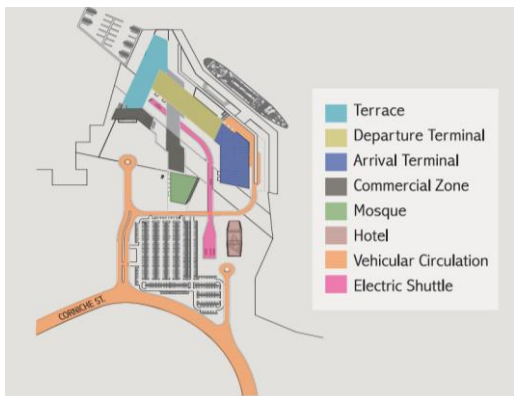 Terrace
Departure Terminal
Arrival Terminal
Commercial Zone
Mosque
Hotel
Vehicular Circulation
Electric Shuttle
CORNICHE ST.